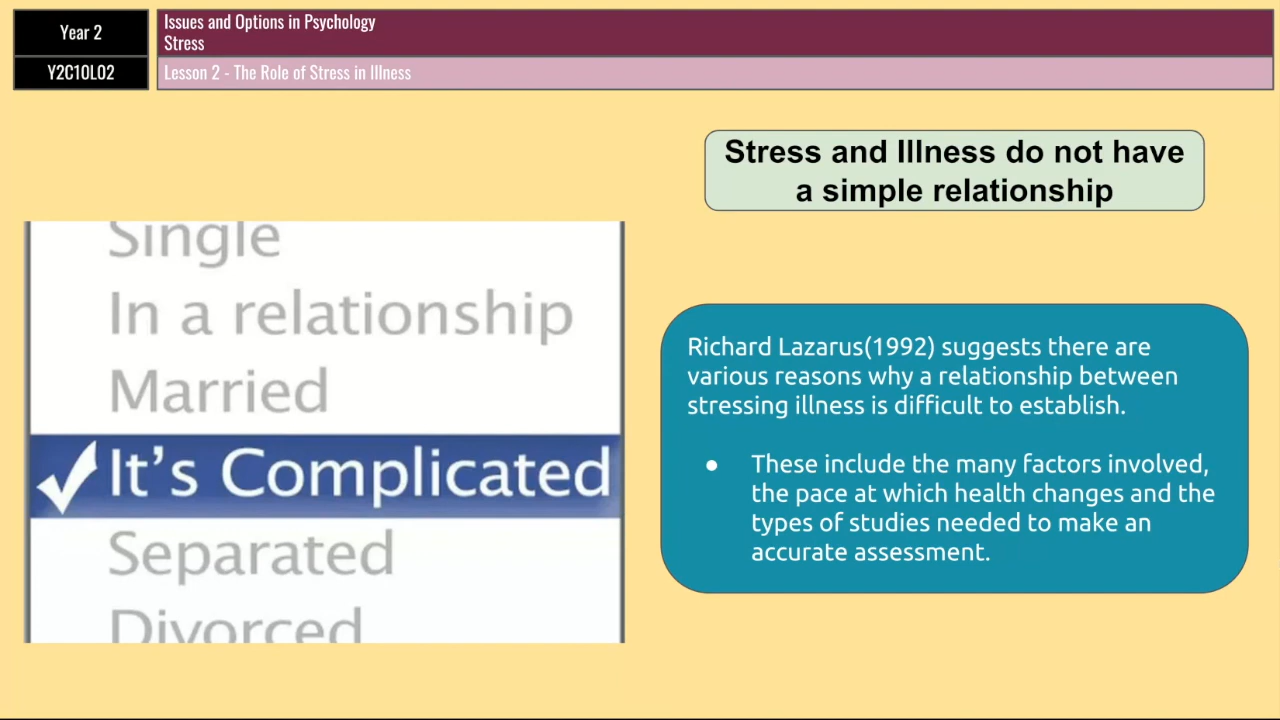 Year 2
Issues and Options in Psychology
Stress
Y2C10L02
Lesson 2 - The Role of Stress in Illness
Stress and Illness do not have
a simple relationship
Single
In a relationship
Married
It's Complicated
Separated
Divorced
Richard Lazarus(1992) suggests there are
various reasons why a relationship between
stressing illness is difficult to establish.
● These include the many factors involved,
the pace at which health changes and the
types of studies needed to make an
accurate assessment.